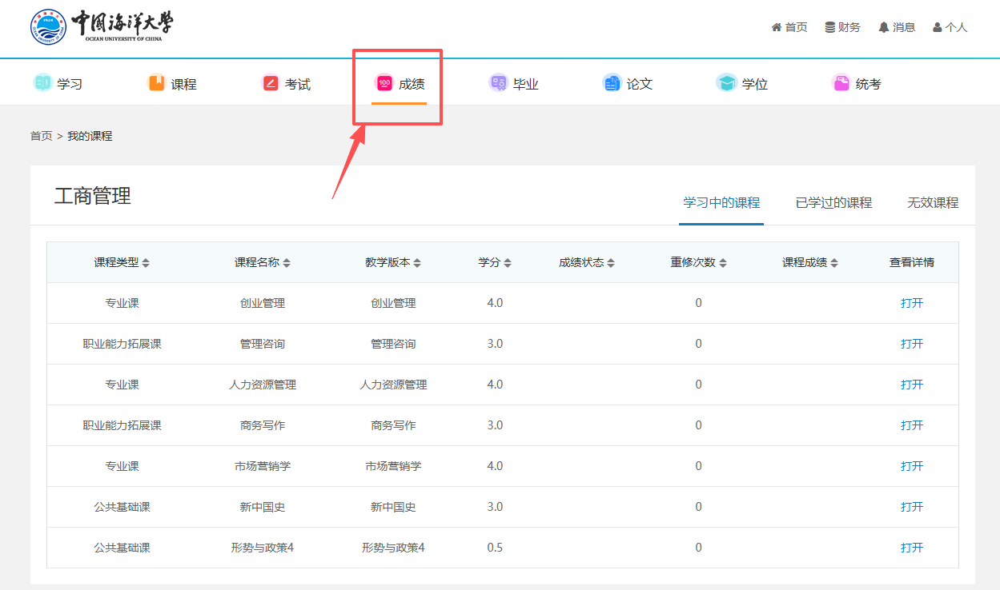 中国海洋大学
OCEAN UNIVERSITY OF CHINA
首页 财务 消息 个人
学习 课程 考试 100 成绩 毕业 论文 学位 统考
首页 > 我的课程
工商管理
学习中的课程 已学过的课程 无效课程
课程类型 课程名称 教学版本 学分 成绩状态 重修次数 课程成绩 查看详情
专业课 创业管理 创业管理 4.0 0 打开
职业能力拓展课 管理咨询 管理咨询 3.0 0 打开
专业课 人力资源管理 人力资源管理 4.0 0 打开
职业能力拓展课 商务写作 商务写作 3.0 0 打开
专业课 市场营销学 市场营销学 4.0 0 打开
公共基础课 新中国史 新中国史 3.0 0 打开
公共基础课 形势与政策4 形势与政策4 0.5 0 打开